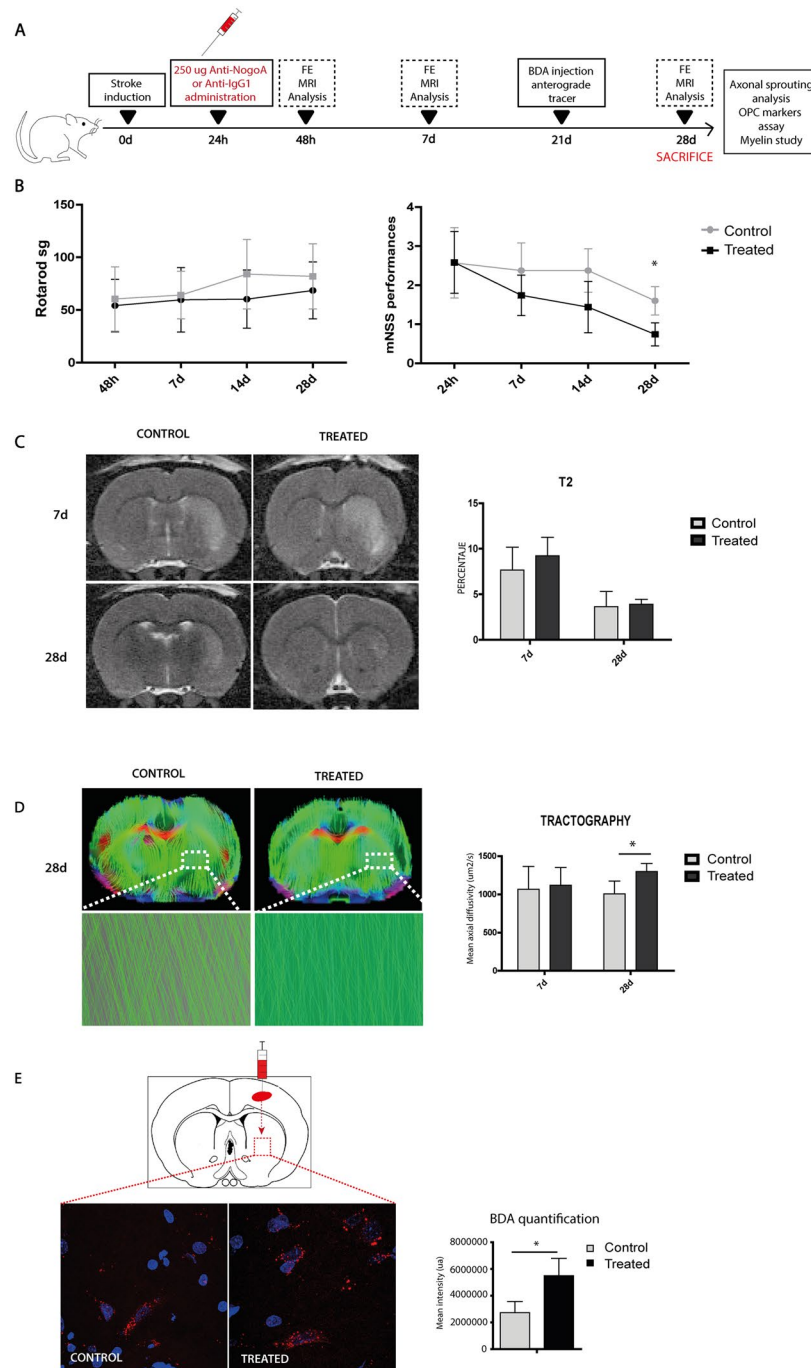 A
Stroke
induction
250 ug Anti-NogoA
or Anti-IgG1
administration
FE
MRI
Analysis
FE
MRI
Analysis
BDA injection
anterograde
tracer
FE
MRI
Analysis
Axonal sprouting
analysis
OPC markers
assay
Myelin study
0d
24h
48h
7d
21d
28d
SACRIFICE
B
Rotarod sg
150
100
50
0
48h
7d
14d
28d
mNSS performances
4
3
2
1
0
24h
7d
14d
28d
*
Control
Treated
C
CONTROL
TREATED
7d
28d
T2
PERCENTAJE
15
10
5
0
7d
28d
Control
Treated
D
CONTROL
TREATED
28d
TRACTOGRAPHY
Mean axial diffusivity (um2/s)
1500
1000
500
0
*
7d
28d
Control
Treated
E
CONTROL
TREATED
BDA quantification
Mean intensity (ua)
8000000
6000000
4000000
2000000
0
*
Control
Treated